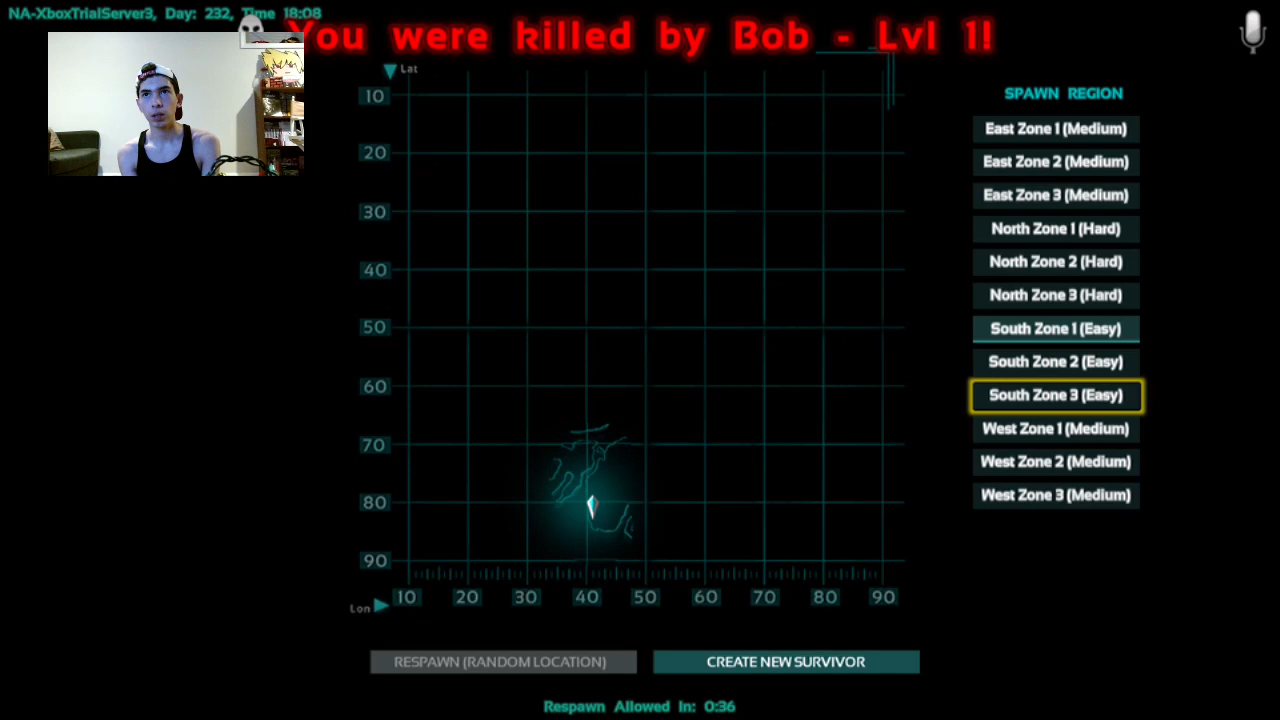 NA-XboxTrialServer3, Day: 232, Time 18:08
You were killed by Bob - Lvl 1!
Lat
10
20
30
40
50
60
70
80
90
Lon
10 20 30 40 50 60 70 80 90
SPAWN REGION
East Zone 1 (Medium)
East Zone 2 (Medium)
East Zone 3 (Medium)
North Zone 1 (Hard)
North Zone 2 (Hard)
North Zone 3 (Hard)
South Zone 1 (Easy)
South Zone 2 (Easy)
South Zone 3 (Easy)
West Zone 1 (Medium)
West Zone 2 (Medium)
West Zone 3 (Medium)
RESPAWN (RANDOM LOCATION)
CREATE NEW SURVIVOR
Respawn Allowed In: 0:36